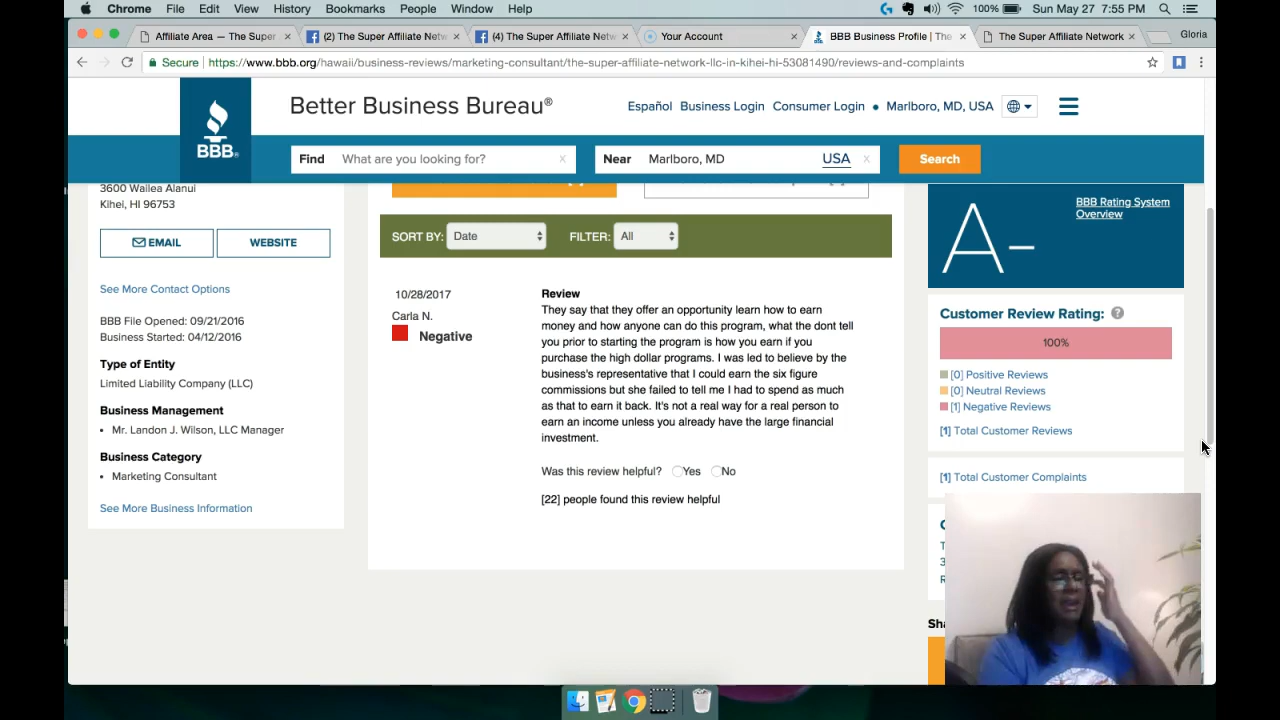 Chrome File Edit View History Bookmarks People Window Help 100% Sun May 27 7:55 PM
Affiliate Area — The Super (2) The Super Affiliate Netw (4) The Super Affiliate Netw Your Account BBB Business Profile | The The Super Affiliate Network Gloria
Secure https://www.bbb.org/hawaii/business-reviews/marketing-consultant/the-super-affiliate-network-llc-in-kihei-hi-53081490/reviews-and-complaints
BBB®
Better Business Bureau®
Español Business Login Consumer Login • Marlboro, MD, USA
Find What are you looking for? x Near Marlboro, MD USA x Search
3600 Wailea Alanui
Kihei, HI 96753
EMAIL WEBSITE
See More Contact Options
BBB File Opened: 09/21/2016
Business Started: 04/12/2016
Type of Entity
Limited Liability Company (LLC)
Business Management
• Mr. Landon J. Wilson, LLC Manager
Business Category
• Marketing Consultant
See More Business Information
SORT BY: Date FILTER: All
10/28/2017
Carla N.
Negative
Review
They say that they offer an opportunity learn how to earn
money and how anyone can do this program, what the dont tell
you prior to starting the program is how you earn if you
purchase the high dollar programs. I was led to believe by the
business's representative that I could earn the six figure
commissions but she failed to tell me I had to spend as much
as that to earn it back. It's not a real way for a real person to
earn an income unless you already have the large financial
investment.
Was this review helpful? Yes No
[22] people found this review helpful
A-
BBB Rating System
Overview
Customer Review Rating: ?
100%
[0] Positive Reviews
[0] Neutral Reviews
[1] Negative Reviews
[1] Total Customer Reviews
[1] Total Customer Complaints